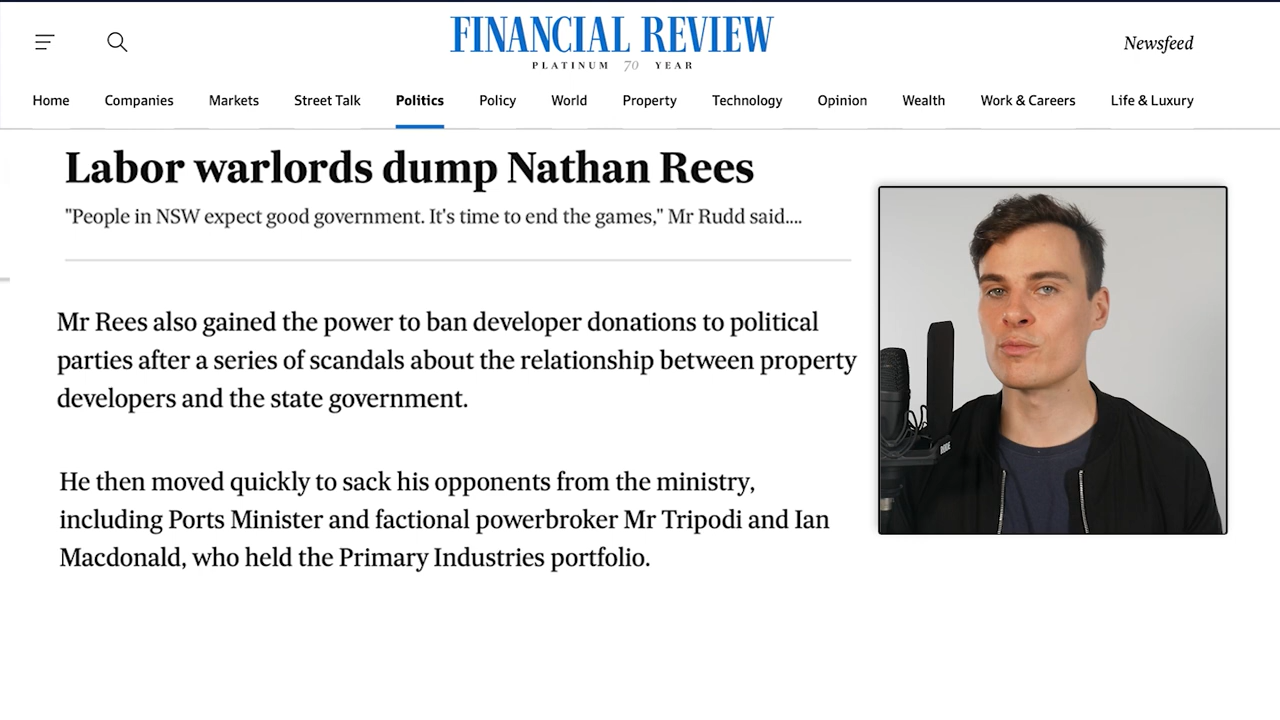 FINANCIAL REVIEW
PLATINUM 70 YEAR
Newsfeed
Home Companies Markets Street Talk Politics Policy World Property Technology Opinion Wealth Work & Careers Life & Luxury
Labor warlords dump Nathan Rees
"People in NSW expect good government. It's time to end the games," Mr Rudd said....
Mr Rees also gained the power to ban developer donations to political
parties after a series of scandals about the relationship between property
developers and the state government.
He then moved quickly to sack his opponents from the ministry,
including Ports Minister and factional powerbroker Mr Tripodi and Ian
Macdonald, who held the Primary Industries portfolio.
RODE